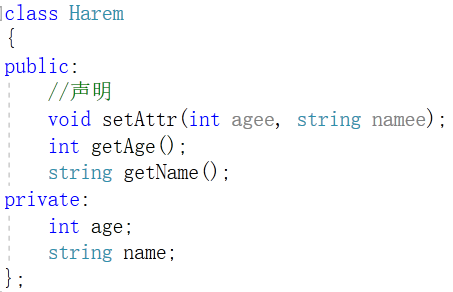 class Harem
{
public:
    //声明
    void setAttr(int agee, string namee);
    int getAge();
    string getName();
private:
    int age;
    string name;
};